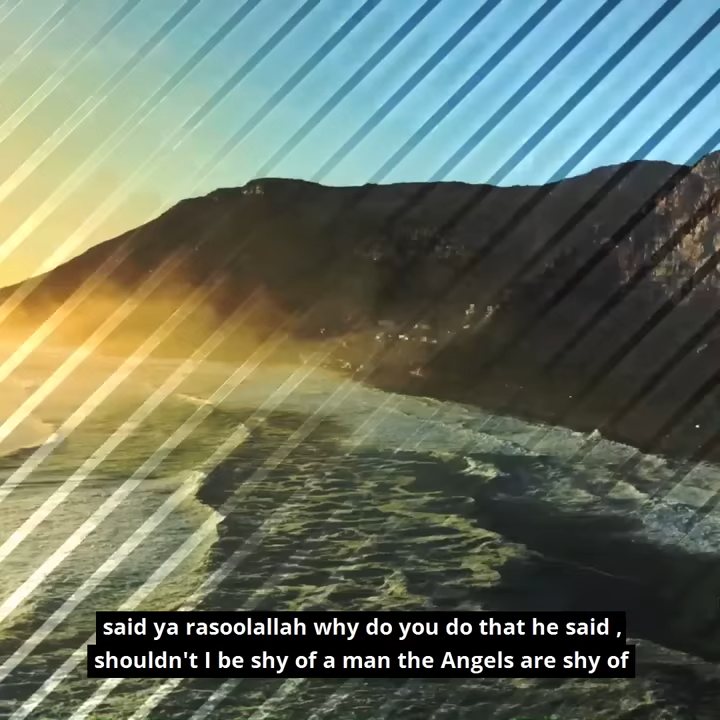 said ya rasoolallah why do you do that he said ,
shouldn't I be shy of a man the Angels are shy of